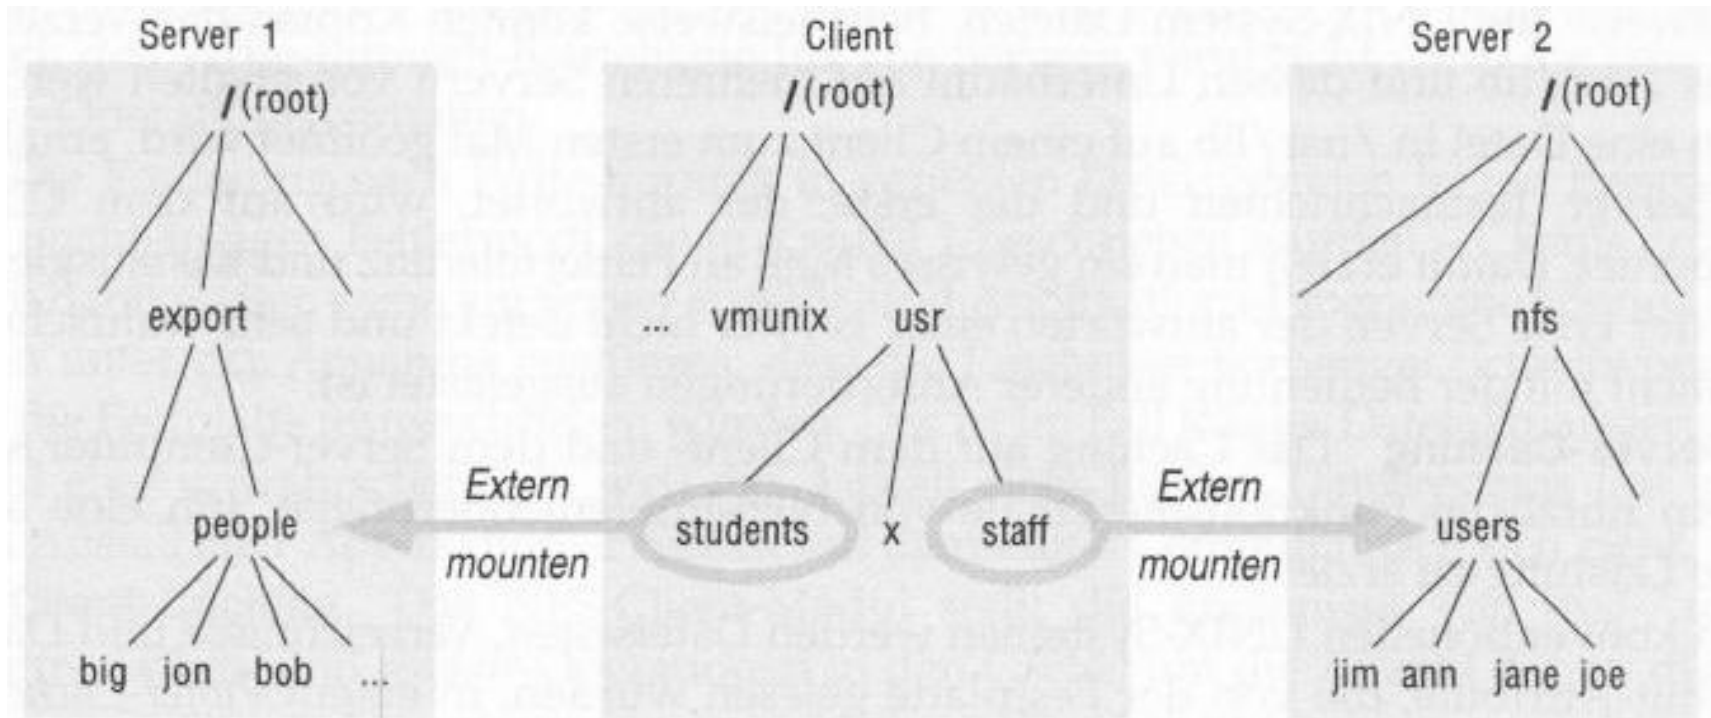 Server 1 Client Server 2
/(root) /(root) /(root)
export ... vmunix usr nfs
Extern Extern
people students x staff users
mounten mounten
big jon bob ... jim ann jane joe